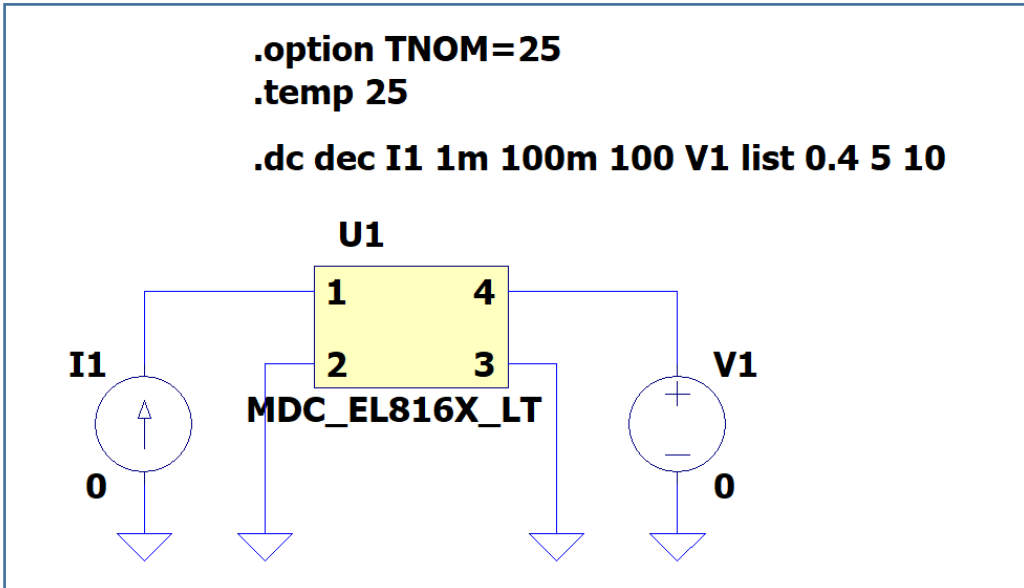 .option TNOM=25
.temp 25
.dc dec I1 1m 100m 100 V1 list 0.4 5 10
U1
1 4
I1 2 3 V1
MDC_EL816X_LT
0 0